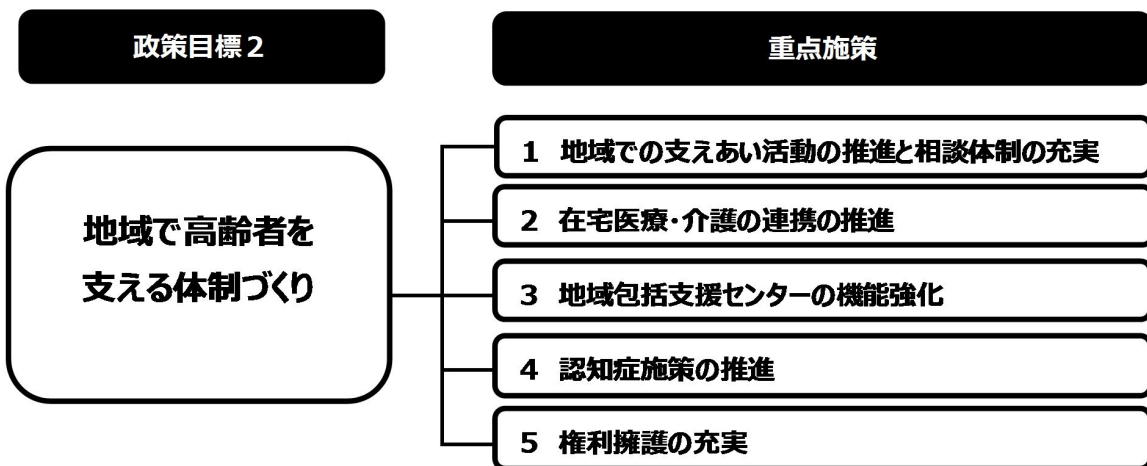 政策目標２
重点施策
地域で高齢者を
支える体制づくり
1 地域での支えあい活動の推進と相談体制の充実
2 在宅医療・介護の連携の推進
3 地域包括支援センターの機能強化
4 認知症施策の推進
5 権利擁護の充実